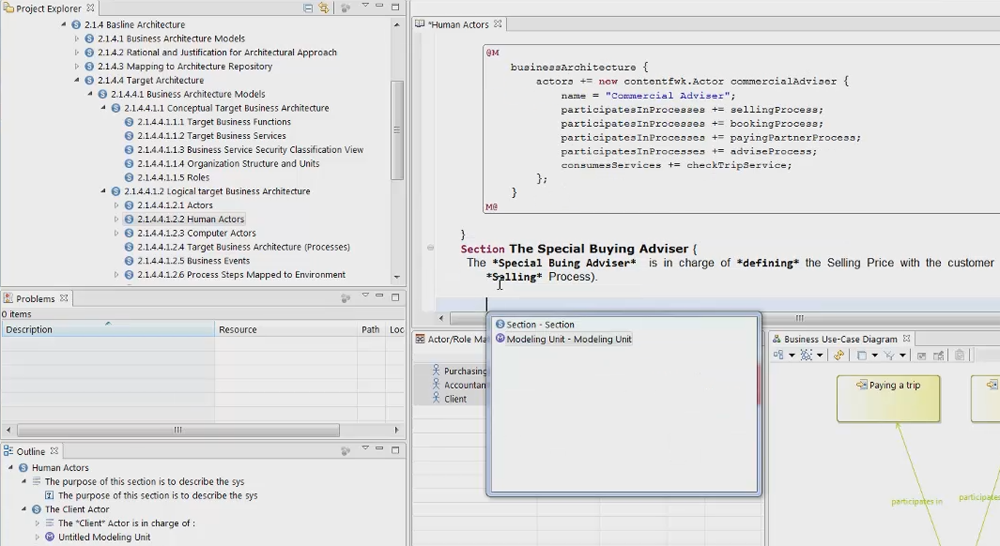 Project Explorer
2.1.4 Basline Architecture
2.1.4.1 Business Architecture Models
2.1.4.2 Rational and Justification for Architectural Approach
2.1.4.3 Mapping to Architecture Repository
2.1.4.4 Target Architecture
2.1.4.4.1 Business Architecture Models
2.1.4.4.1.1 Conceptual Target Business Architecture
2.1.4.4.1.1.1 Target Business Functions
2.1.4.4.1.1.2 Target Business Services
2.1.4.4.1.1.3 Business Service Security Classification View
2.1.4.4.1.1.4 Organization Structure and Units
2.1.4.4.1.1.5 Roles
2.1.4.4.1.2 Logical target Business Architecture
2.1.4.4.1.2.1 Actors
2.1.4.4.1.2.2 Human Actors
2.1.4.4.1.2.3 Computer Actors
2.1.4.4.1.2.4 Target Business Architecture (Processes)
2.1.4.4.1.2.5 Business Events
2.1.4.4.1.2.6 Process Steps Mapped to Environment
Problems
0 items
Description Resource Path Loc
Outline
Human Actors
The purpose of this section is to describe the sys
The purpose of this section is to describe the sys
The Client Actor
The "Client" Actor is in charge of :
Untitled Modeling Unit
*Human Actors
@M
businessArchitecture {
actors += new contentfwk.Actor commercialAdviser {
name = "Commercial Adviser";
participatesInProcesses += sellingProcess;
participatesInProcesses += bookingProcess;
participatesInProcesses += payingPartnerProcess;
participatesInProcesses += adviseProcess;
consumesServices += checkTripService;
};
}
M@
}
Section The Special Buying Adviser {
The *Special Buing Adviser* is in charge of *defining* the Selling Price with the customer
*Selling* Process).
Section - Section
Modeling Unit - Modeling Unit
Actor/Role Ma
Purchasing
Accountan
Client
Business Use-Case Diagram
Paying a trip
participates in
participates